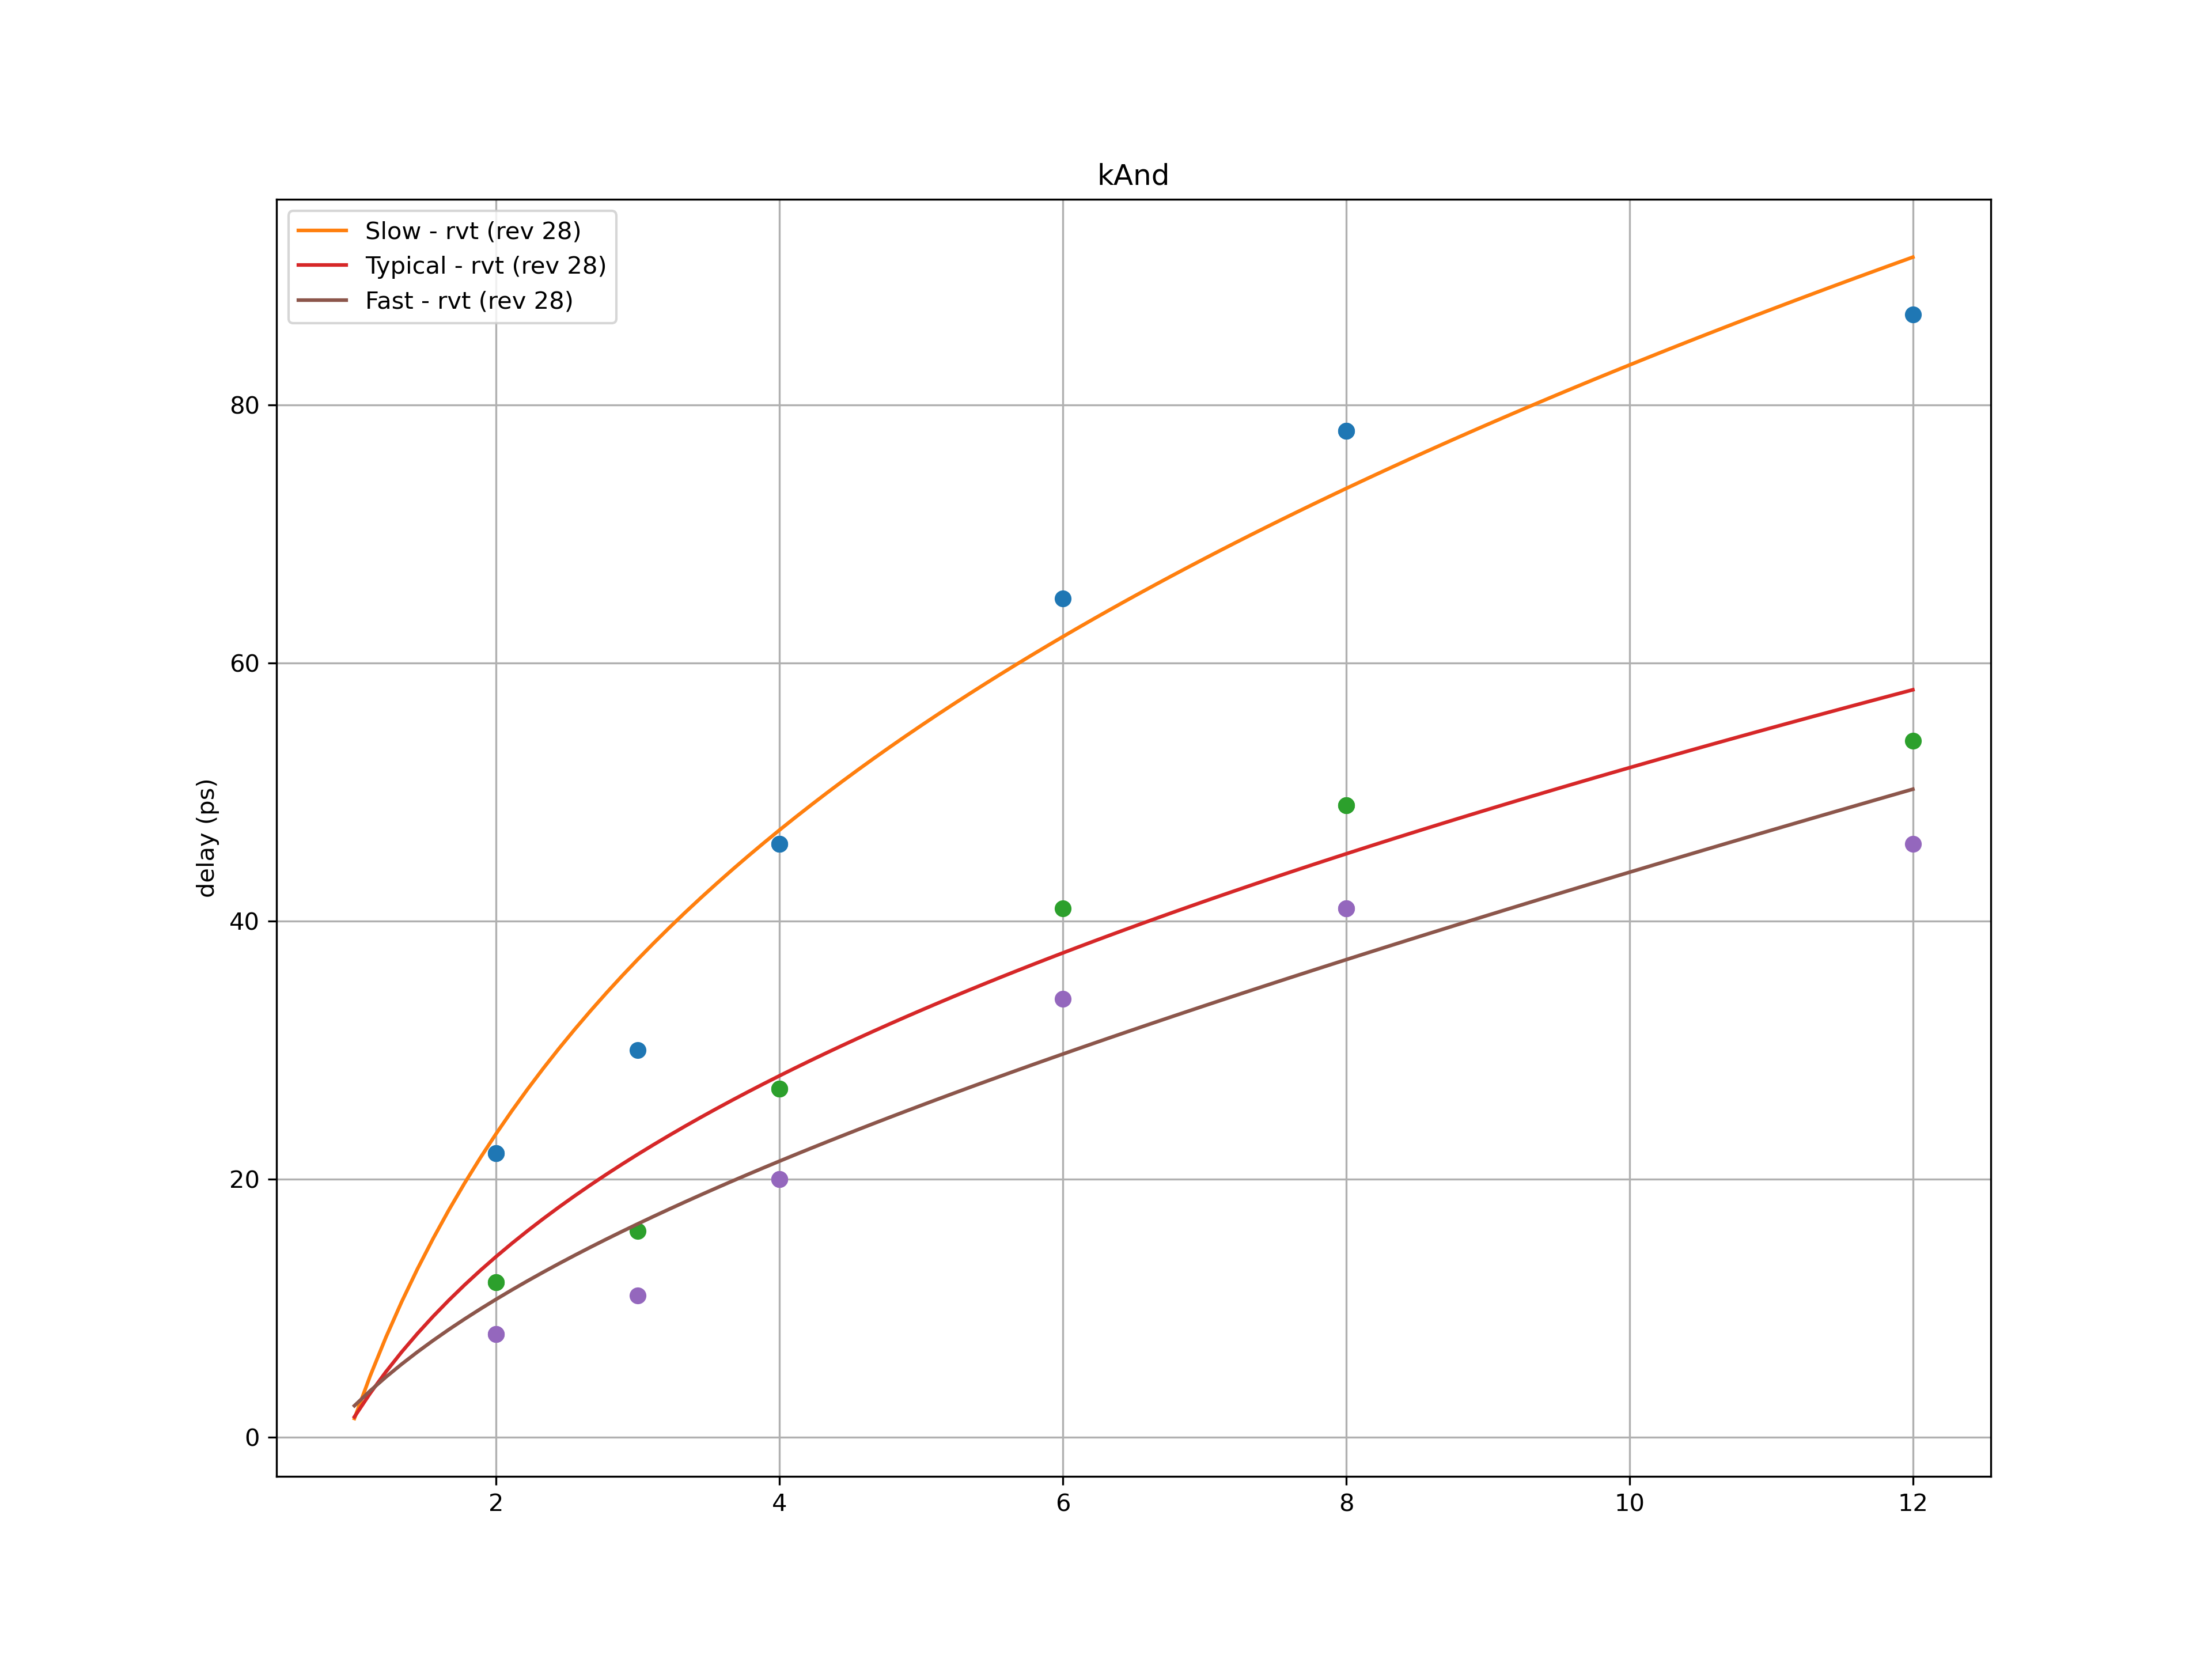 kAnd
Slow - rvt (rev 28)
Typical - rvt (rev 28)
Fast - rvt (rev 28)
80
60
40
20
0
delay (ps)
2 4 6 8 10 12